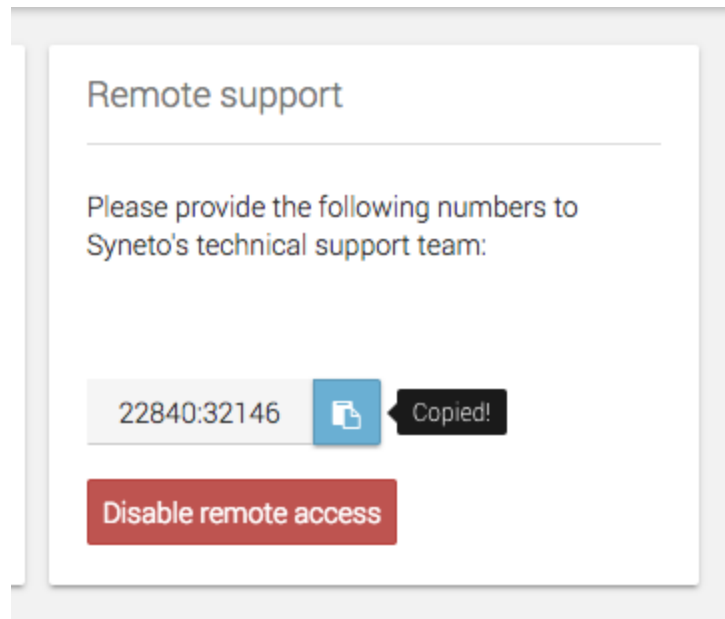 Remote support
Please provide the following numbers to
Syneto's technical support team:
22840:32146
Copied!
Disable remote access